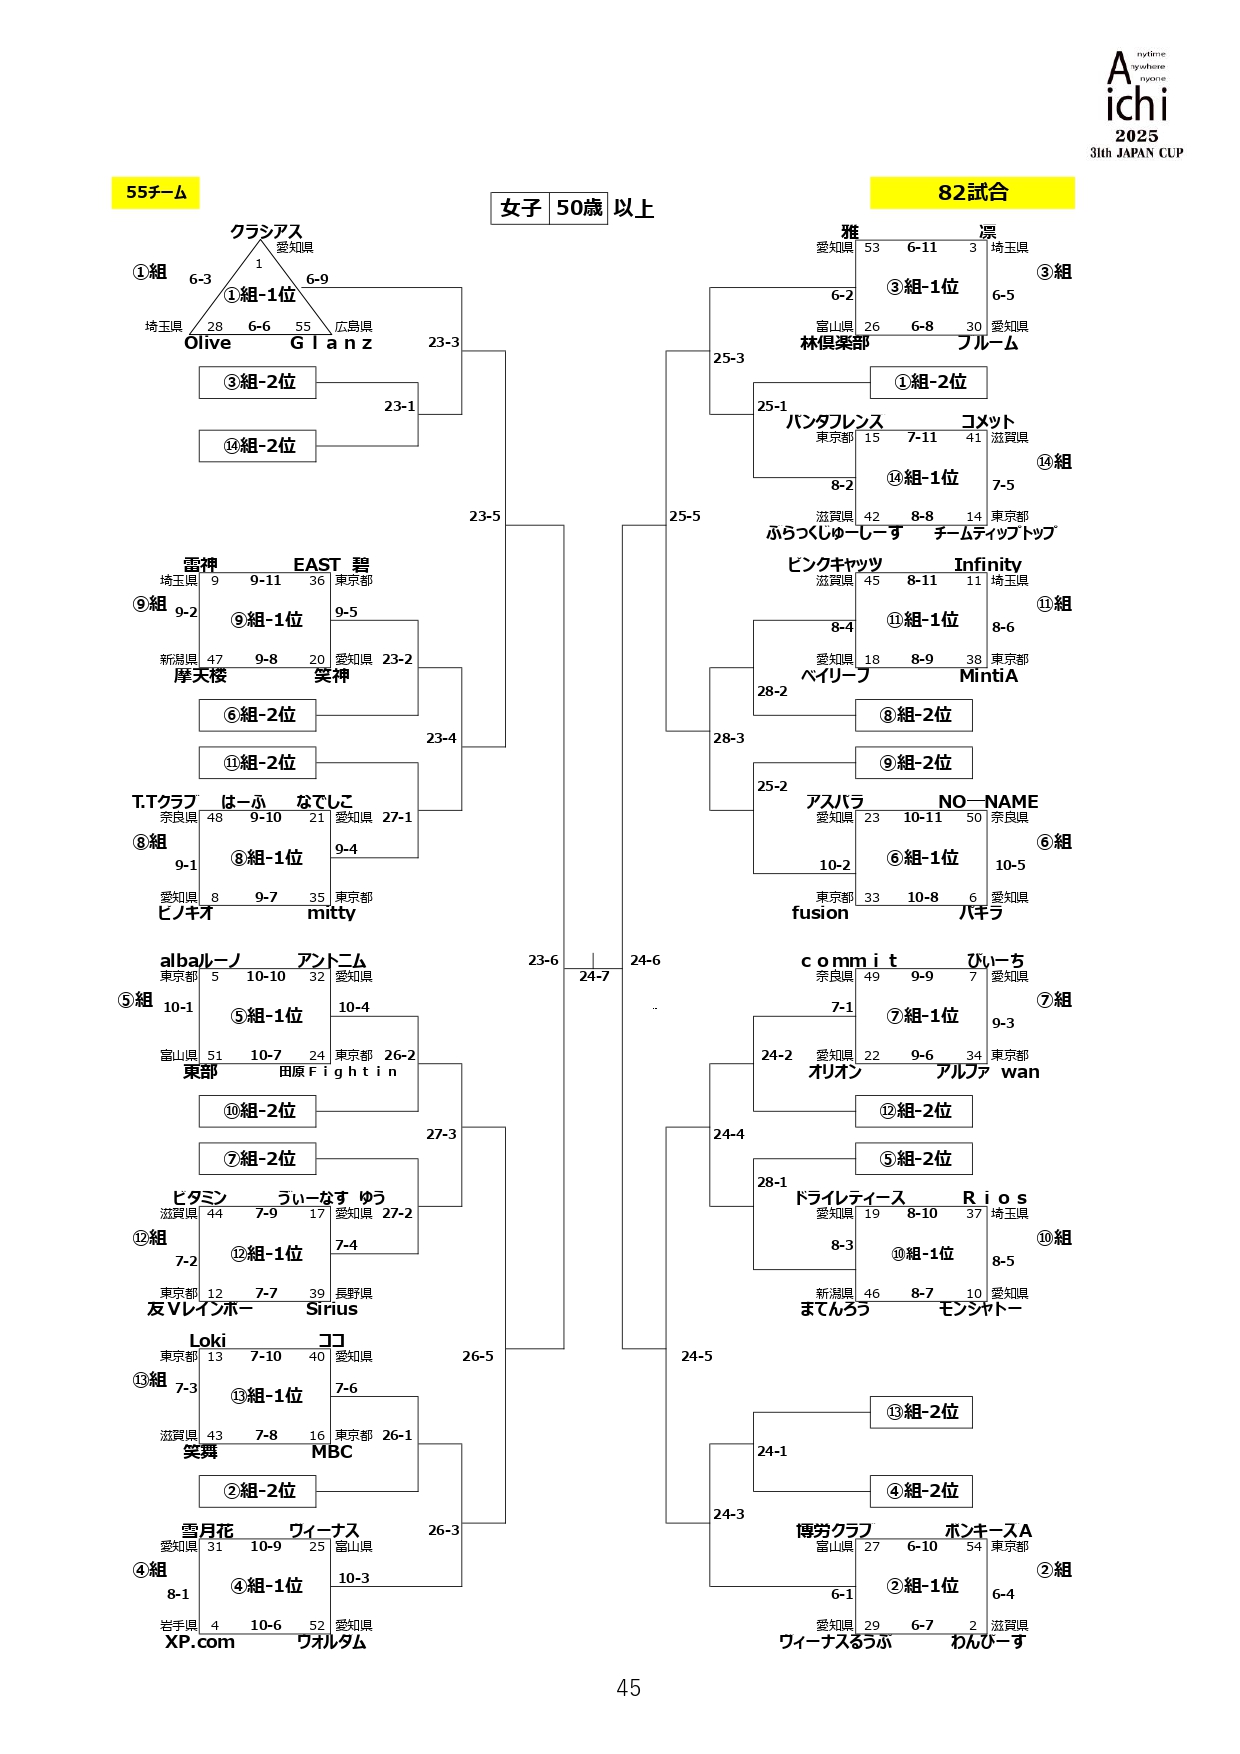 A nytime
nywhere
nyone
ichi
2025
31th JAPAN CUP
55チーム
女子 50歳 以上
82試合
クラシアス
愛知県
①組
6-3
1
6-9
①組-1位
埼玉県 28 6-6 55 広島県
Olive Ｇｌａｎｚ
23-3
③組-2位
23-1
⑭組-2位
23-5
雷神 EAST 碧
埼玉県 9 9-11 36 東京都
⑨組 9-2 ⑨組-1位 9-5
新潟県 47 9-8 20 愛知県 23-2
摩天楼 笑神
⑥組-2位
23-4
⑪組-2位
T.Tクラブ はーふ なでしこ
奈良県 48 9-10 21 愛知県 27-1
⑧組 9-1 ⑧組-1位 9-4
愛知県 8 9-7 35 東京都
ピノキオ mitty
23-6
albaルーノ アントニム
東京都 5 10-10 32 愛知県
⑤組 10-1 ⑤組-1位 10-4
富山県 51 10-7 24 東京都 26-2
東部 田原Ｆｉｇｈｔｉｎ
⑩組-2位
27-3
⑦組-2位
ビタミン うぃーなす ゆう
滋賀県 44 7-9 17 愛知県 27-2
⑫組 7-2 ⑫組-1位 7-4
東京都 12 7-7 39 長野県
友Ｖレインボー Sirius
Loki ココ
東京都 13 7-10 40 愛知県
26-5
⑬組 7-3 ⑬組-1位 7-6
滋賀県 43 7-8 16 東京都 26-1
笑舞 MBC
②組-2位
26-3
雪月花 ヴィーナス
愛知県 31 10-9 25 富山県
④組 8-1 ④組-1位 10-3
岩手県 4 10-6 52 愛知県
XP.com ウォルダム
24-7
雅 凛
愛知県 53 6-11 3 埼玉県
6-2 ③組-1位 6-5 ③組
富山県 26 6-8 30 愛知県
林倶楽部 ブルーム
25-3
①組-2位
25-1
パンタフレンス コメット
東京都 15 7-11 41 滋賀県
8-2 ⑭組-1位 7-5 ⑭組
滋賀県 42 8-8 14 東京都
ふらっくじゅーしーす チームティップトップ
25-5
ピンクキャッツ Infinity
滋賀県 45 8-11 11 埼玉県
8-4 ⑪組-1位 8-6 ⑪組
愛知県 18 8-9 38 東京都
ベイリーフ MintiA
28-2
⑧組-2位
28-3
⑨組-2位
25-2
アスパラ NO―NAME
愛知県 23 10-11 50 奈良県
10-2 ⑥組-1位 10-5 ⑥組
東京都 33 10-8 6 愛知県
fusion パキラ
24-6
ｃｏｍｍｉｔ びぃーち
奈良県 49 9-9 7 愛知県
7-1 ⑦組-1位 9-3 ⑦組
24-2
愛知県 22 9-6 34 東京都
オリオン アルファ wan
⑫組-2位
24-4
⑤組-2位
28-1
ドライレディース Ｒｉｏｓ
愛知県 19 8-10 37 埼玉県
8-3 ⑩組-1位 8-5 ⑩組
新潟県 46 8-7 10 愛知県
まてんろう モンシャトー
24-5
⑬組-2位
24-1
④組-2位
24-3
博労クラブ ポンキーズA
富山県 27 6-10 54 東京都
6-1 ②組-1位 6-4 ②組
愛知県 29 6-7 2 滋賀県
ヴィーナスるうぶ わんぴーす
45